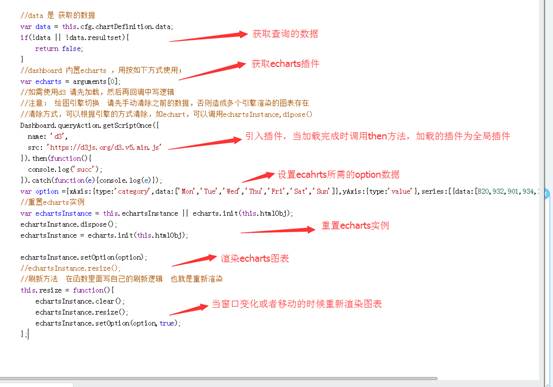 //data 是 获取的数据
var data = this.cfg.chartDefinition.data;
if(!data || !data.resultset){
获取查询的数据
return false;
}
//dashboard 内置echarts ，用按如下方式使用：
获取echarts插件
var echarts = arguments[0];
//如需使用d3 请先加载，然后再回调中写逻辑
//注意： 绘图引擎切换 请先手动清除之前的数据，否则造成多个引擎渲染的图表存在
//清除方式，可以根据引擎的方式清除，如echart，可以调用echartsInstance.dipose()
Dashboard.queryAction.getScriptOnce({
name: 'd3',
引入插件，当加载完成时调用then方法，加载的插件为全局插件
src: 'https://d3js.org/d3.v5.min.js'
}).then(function(){
console.log("succ");
}).catch(function(e){console.log(e)});
设置ecahrts所需的option数据
var option ={xAxis:{type:'category',data:['Mon','Tue','Wed','Thu','Fri','Sat','Sun']},yAxis:{type:'value'},series:[{data:[820,932,901,934,
//重置echarts实例
var echartsInstance = this.echartsInstance || echarts.init(this.htmlObj);
echartsInstance.dispose();
重置echarts实例
echartsInstance = echarts.init(this.htmlObj);
echartsInstance.setOption(option);
渲染echarts图表
//echartsInstance.resize();
//刷新方法 在函数里面写自己的刷新逻辑 也就是重新渲染
this.resize = function(){
echartsInstance.clear();
当窗口变化或者移动的时候重新渲染图表
echartsInstance.resize();
echartsInstance.setOption(option,true);
};